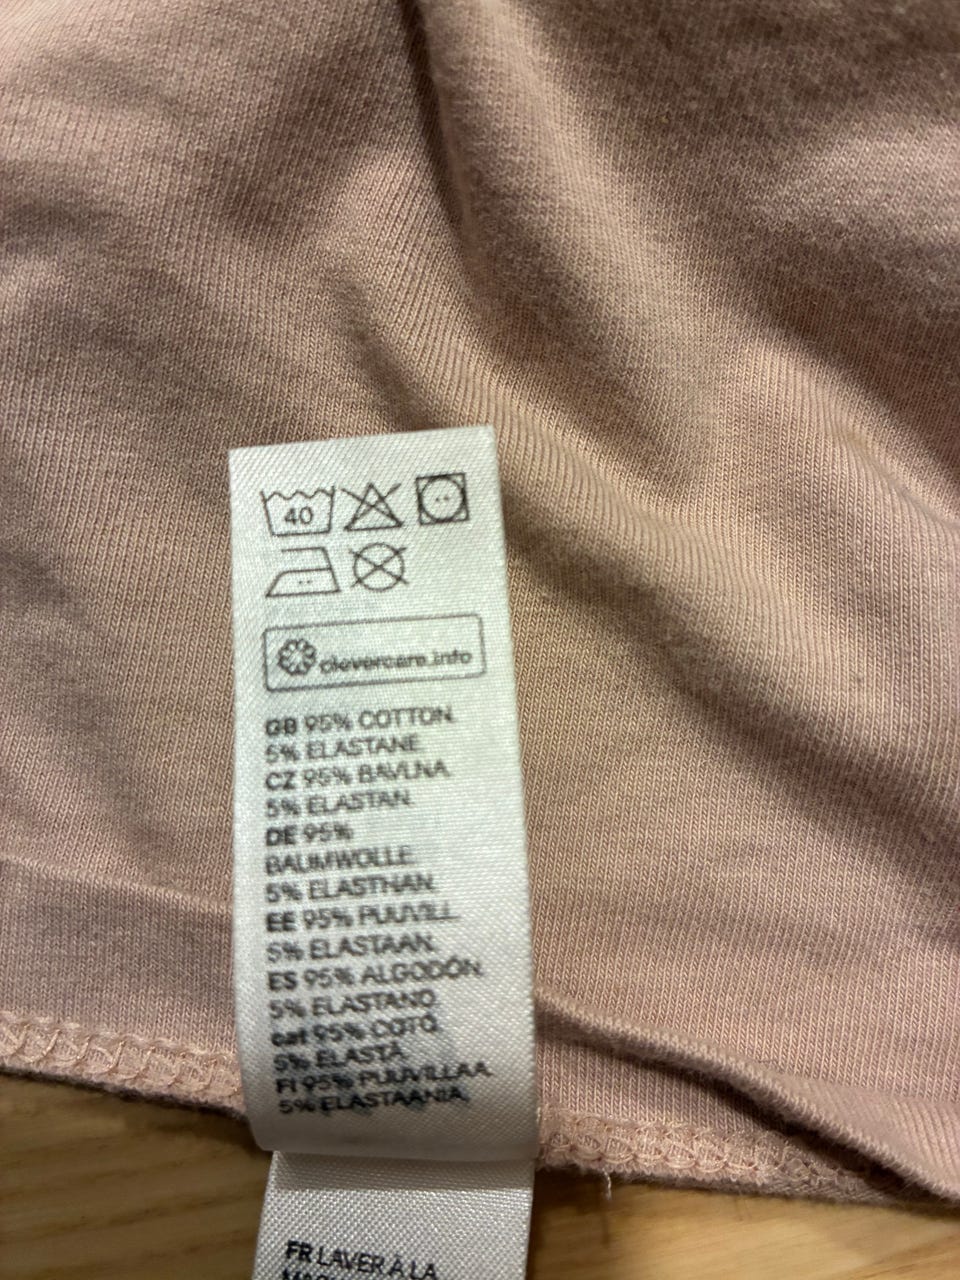 40
clevercare.info
GB 95% COTTON.
5% ELASTANE.
CZ 95% BAVLNA.
5% ELASTAN.
DE 95%
BAUMWOLLE.
5% ELASTHAN.
EE 95% PUUVILL.
5% ELASTAAN.
ES 95% ALGODÓN.
5% ELASTANO.
cat 95% COTÓ.
5% ELASTÀ.
FI 95% PUUVILLAA.
5% ELASTAANIA.
FR LAVER À LA